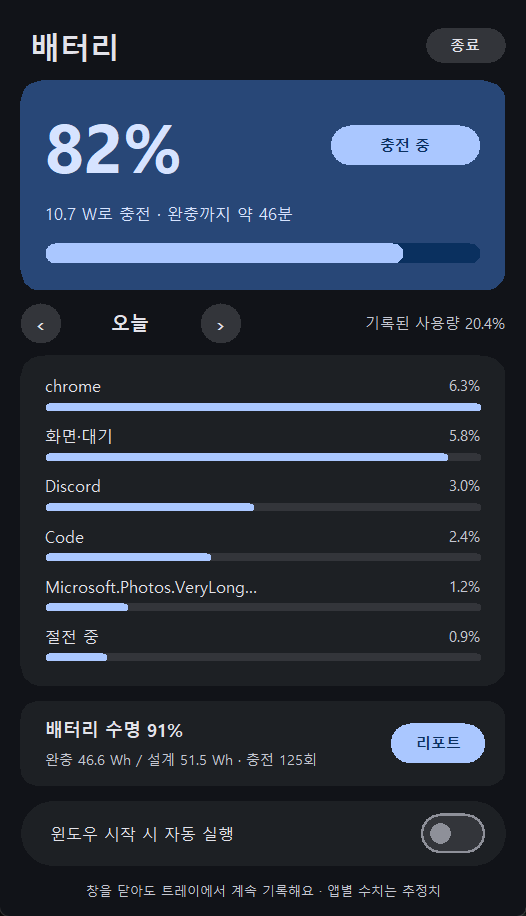 배터리
종료
82%
충전 중
10.7 W로 충전 · 완충까지 약 46분
‹ 오늘 › 기록된 사용량 20.4%
chrome 6.3%
화면·대기 5.8%
Discord 3.0%
Code 2.4%
Microsoft.Photos.VeryLong... 1.2%
절전 중 0.9%
배터리 수명 91%
완충 46.6 Wh / 설계 51.5 Wh · 충전 125회
리포트
윈도우 시작 시 자동 실행
창을 닫아도 트레이에서 계속 기록해요 · 앱별 수치는 추정치